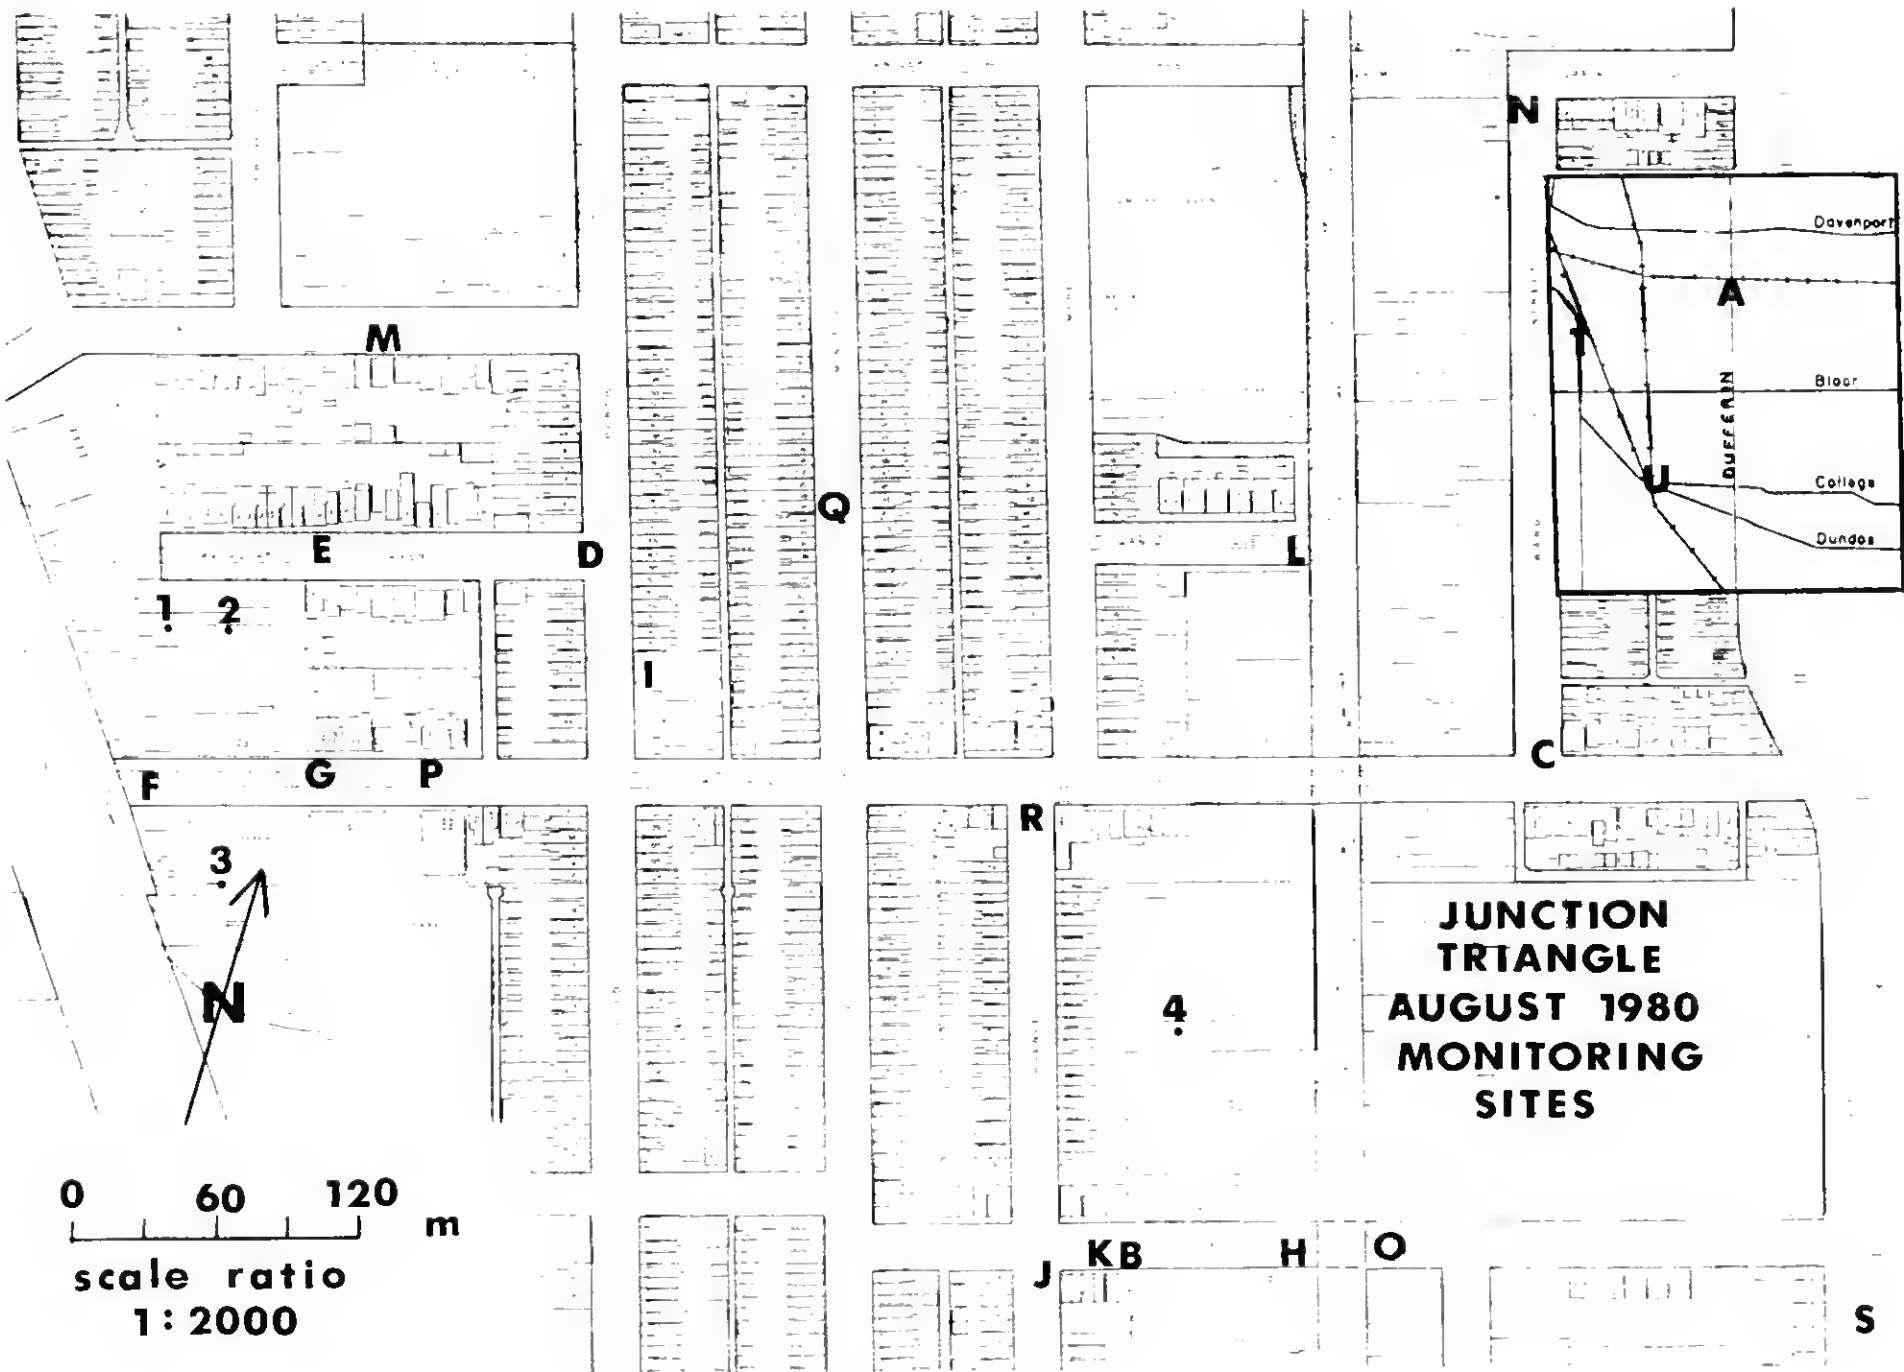 N
Davenport
A
M
T
Bloor
DUFFERIN
Q
U
College
E
D
L
Dundas
1
2
I
C
F
G
P
R
3
JUNCTION
TRIANGLE
AUGUST 1980
MONITORING
SITES
N
4
0 60 120
m
scale ratio
1:2000
J
K B
H
O
S